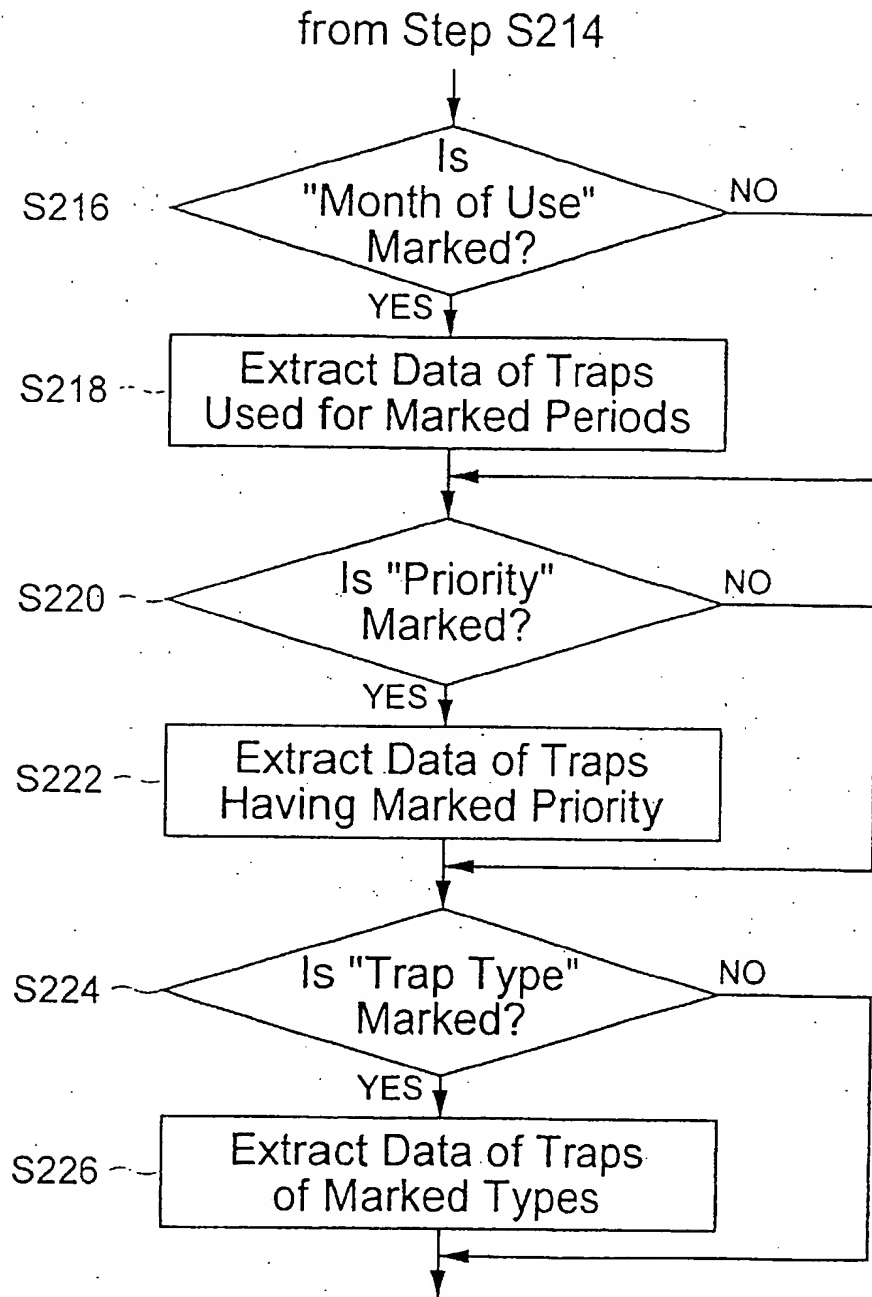 from Step S214
S216
Is
"Month of Use"
Marked?
NO
YES
S218
Extract Data of Traps
Used for Marked Periods
S220
Is "Priority"
Marked?
NO
YES
S222
Extract Data of Traps
Having Marked Priority
S224
Is "Trap Type"
Marked?
NO
YES
S226
Extract Data of Traps
of Marked Types